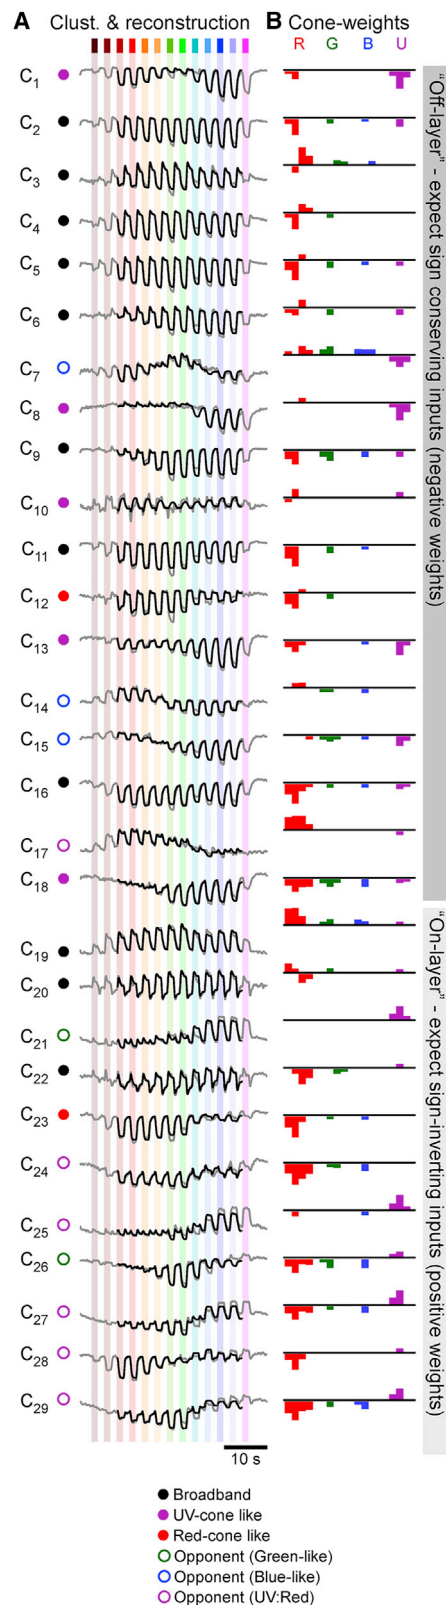 A Clust. & reconstruction B Cone-weights
R G B U
C1
C2
C3
C4
C5
C6
C7
C8
C9
C10
C11
C12
C13
C14
C15
C16
C17
C18
C19
C20
C21
C22
C23
C24
C25
C26
C27
C28
C29
"Off-layer" - expect sign conserving inputs (negative weights)
"On-layer" - expect sign-inverting inputs (positive weights)
10 s
Broadband
UV-cone like
Red-cone like
Opponent (Green-like)
Opponent (Blue-like)
Opponent (UV:Red)